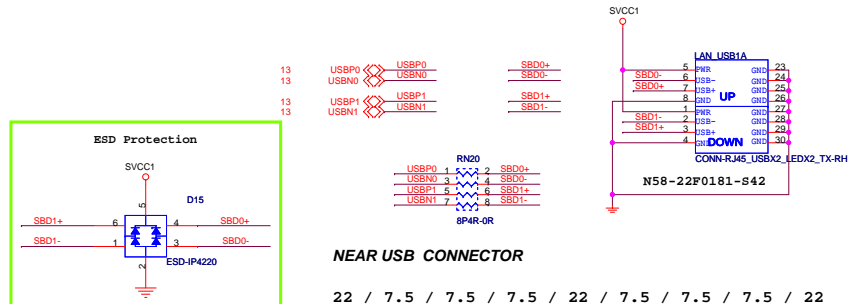 SVCC1
LAN_USB1A
13 USBP0 USBP0 SBD0+
13 USBN0 USBN0 SBD0-
13 USBP1 USBP1 SBD1+
13 USBN1 USBN1 SBD1-
5 PWR GND 23
SBD0- 6 USB- GND 24
SBD0+ 7 USB+ GND 25
8 GND UP GND 26
1 PWR GND 27
SBD1- 2 USB- GND 28
SBD1+ 3 USB+ GND 29
4 GND DOWN GND 30
CONN-RJ45_USBX2_LEDX2_TX-RH
N58-22F0181-S42
ESD Protection
SVCC1
D15
5
SBD1+ 6 4 SBD0+
SBD1- 1 3 SBD0-
2
ESD-IP4220
RN20
USBP0 1 2 SBD0+
USBN0 3 4 SBD0-
USBP1 5 6 SBD1+
USBN1 7 8 SBD1-
8P4R-0R
NEAR USB CONNECTOR
22 / 7.5 / 7.5 / 7.5 / 22 / 7.5 / 7.5 / 7.5 / 22